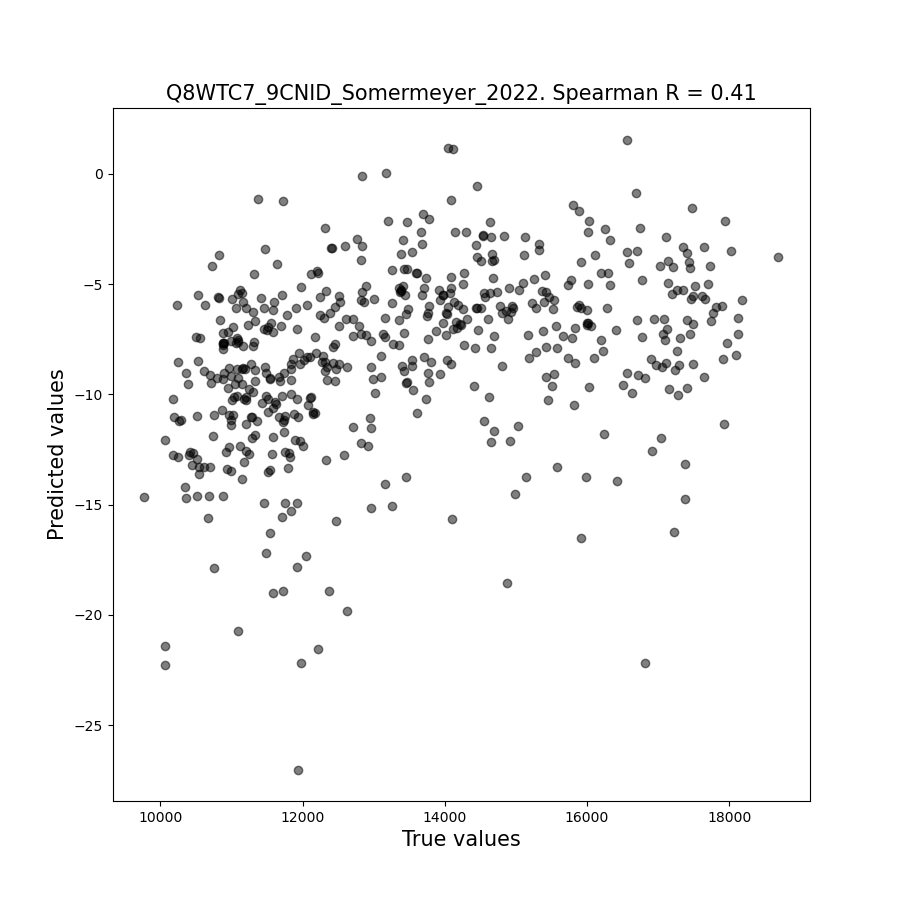 Q8WTC7_9CNID_Somermeyer_2022. Spearman R = 0.41
0
−5
−10
−15
−20
−25
Predicted values
10000 12000 14000 16000 18000
True values